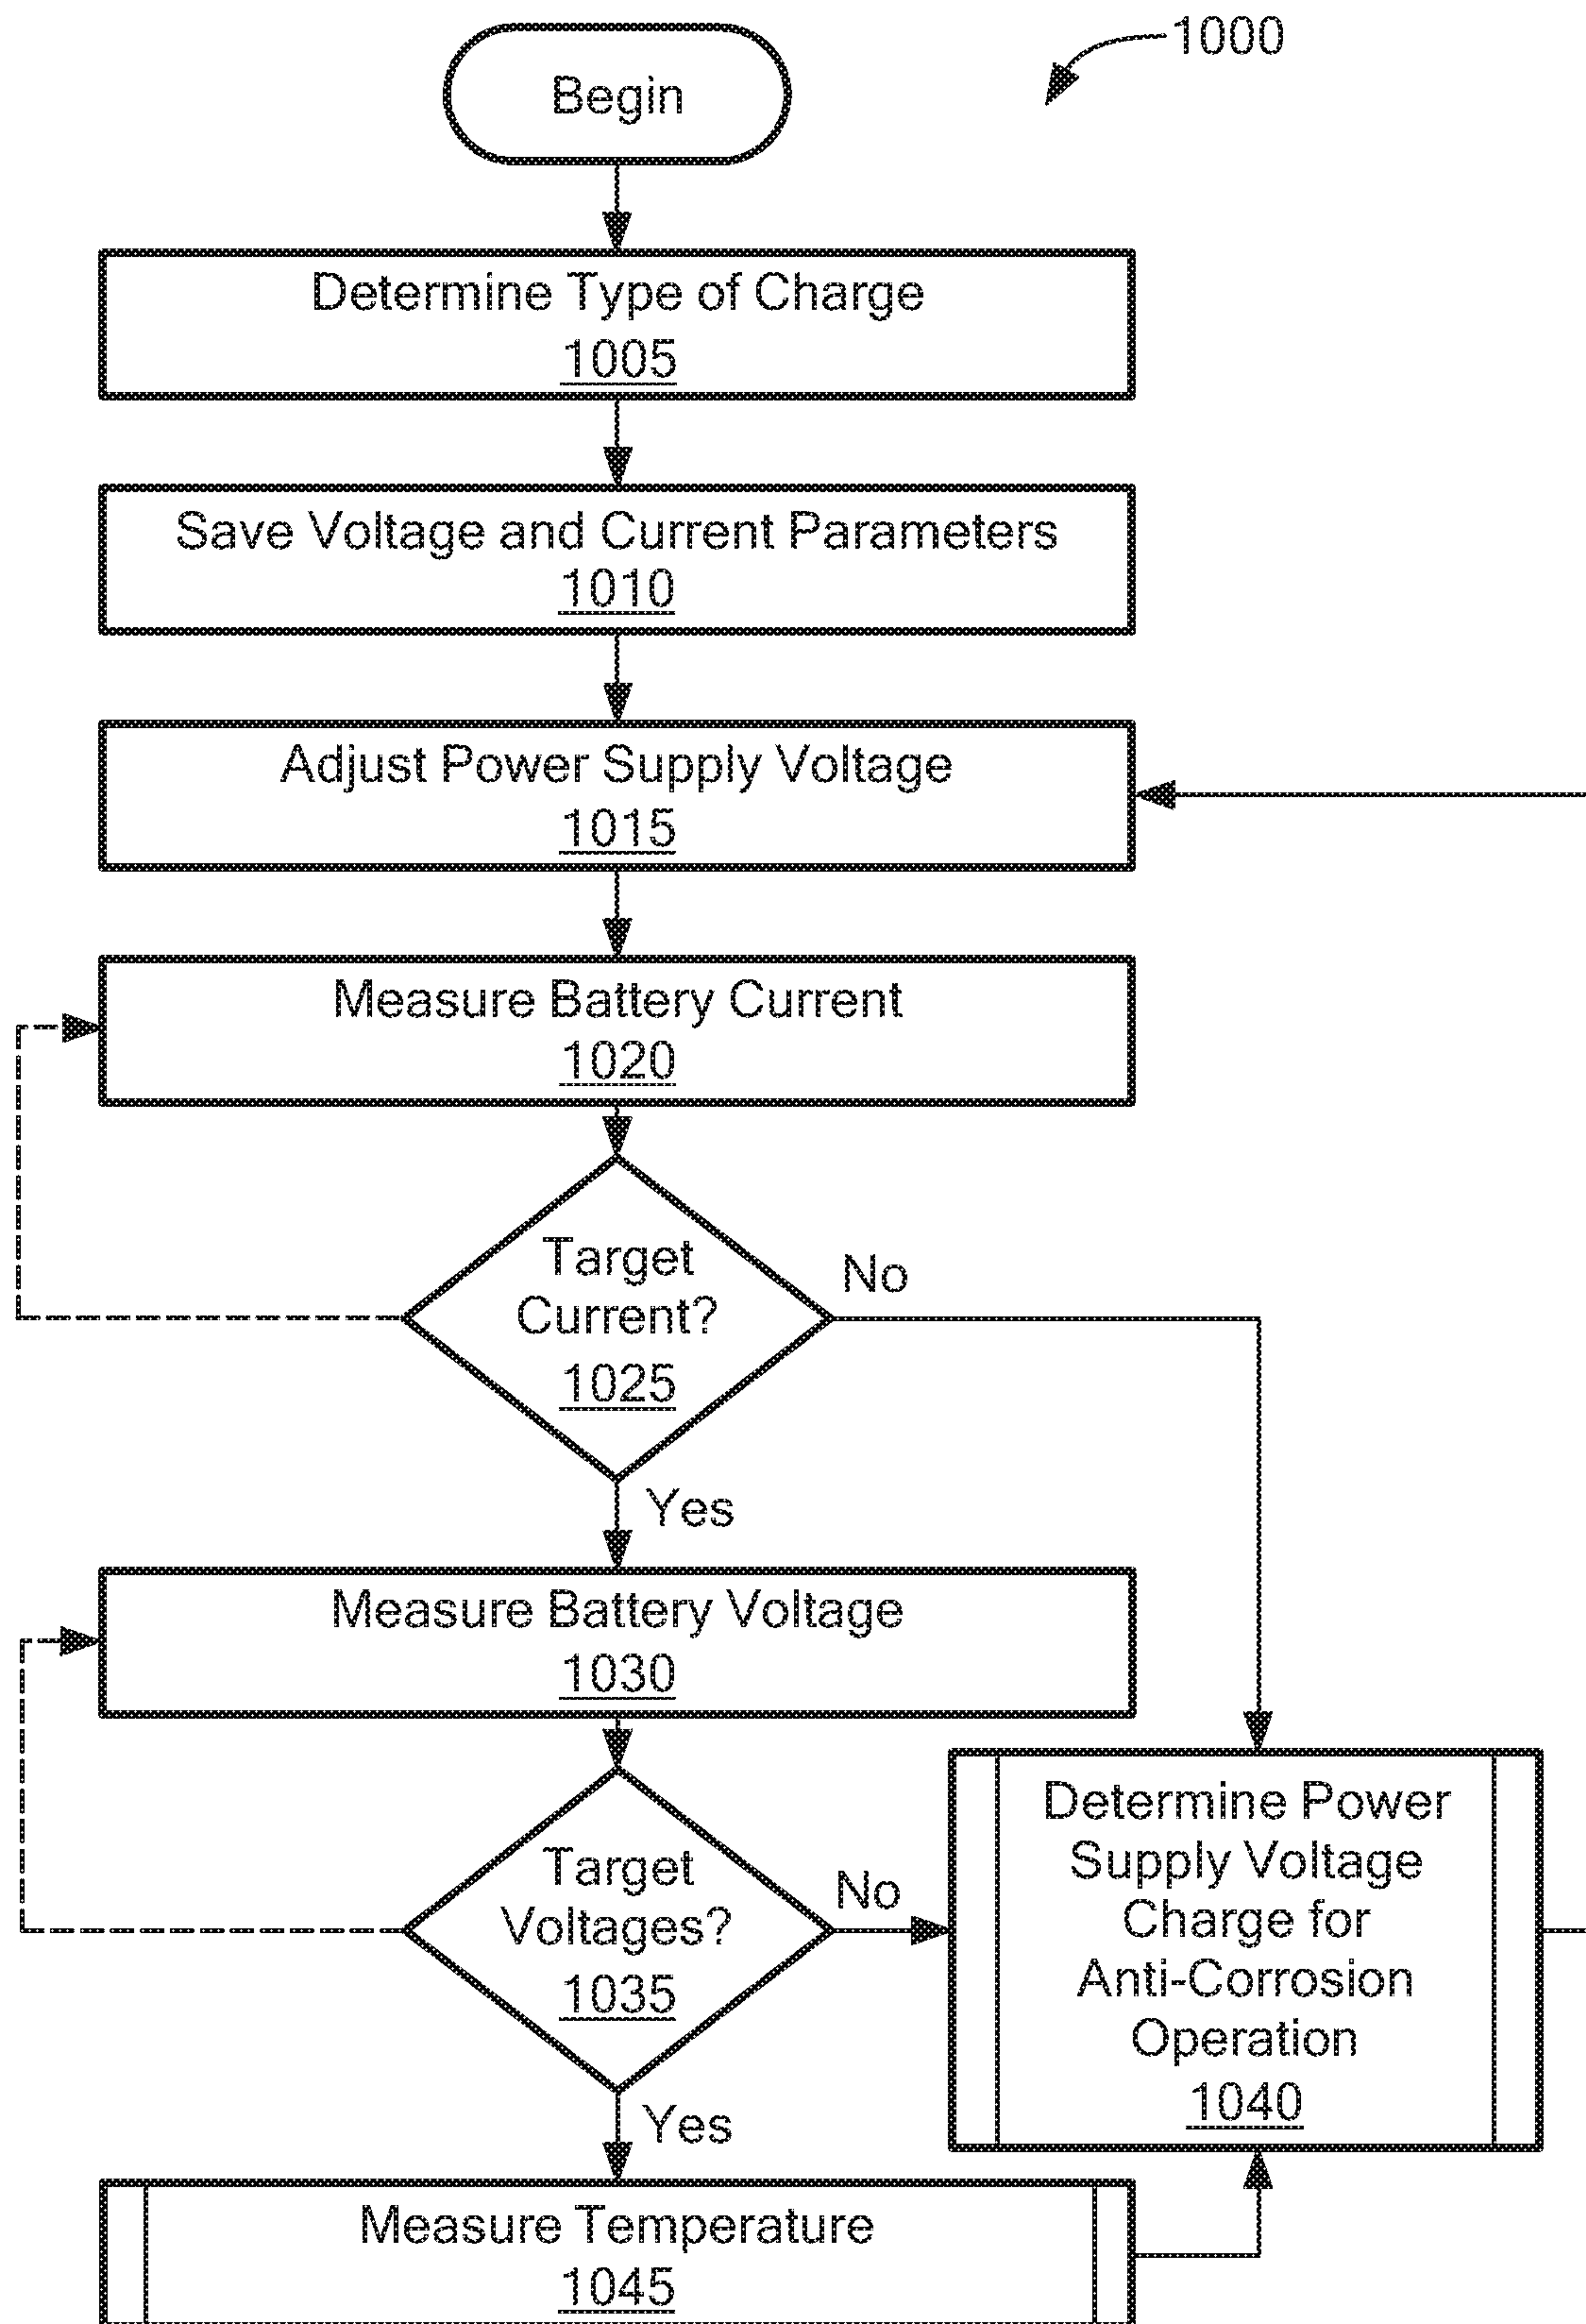 1000
Begin
Determine Type of Charge
1005
Save Voltage and Current Parameters
1010
Adjust Power Supply Voltage
1015
Measure Battery Current
1020
Target
Current?
1025
No
Yes
Measure Battery Voltage
1030
Target
Voltages?
1035
No
Determine Power
Supply Voltage
Charge for
Anti-Corrosion
Operation
1040
Yes
Measure Temperature
1045